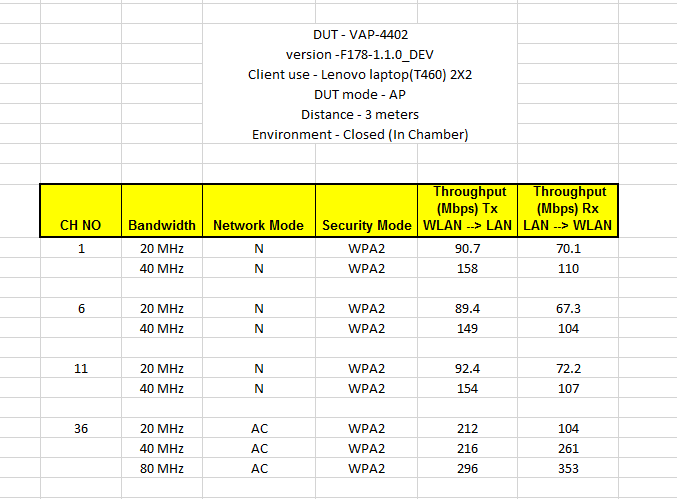 DUT - VAP-4402
version -F178-1.1.0_DEV
Client use - Lenovo laptop(T460) 2X2
DUT mode - AP
Distance - 3 meters
Environment - Closed (In Chamber)
CH NO Bandwidth Network Mode Security Mode Throughput (Mbps) Tx WLAN --> LAN Throughput (Mbps) Rx LAN --> WLAN
1 20 MHz N WPA2 90.7 70.1
40 MHz N WPA2 158 110
6 20 MHz N WPA2 89.4 67.3
40 MHz N WPA2 149 104
11 20 MHz N WPA2 92.4 72.2
40 MHz N WPA2 154 107
36 20 MHz AC WPA2 212 104
40 MHz AC WPA2 216 261
80 MHz AC WPA2 296 353